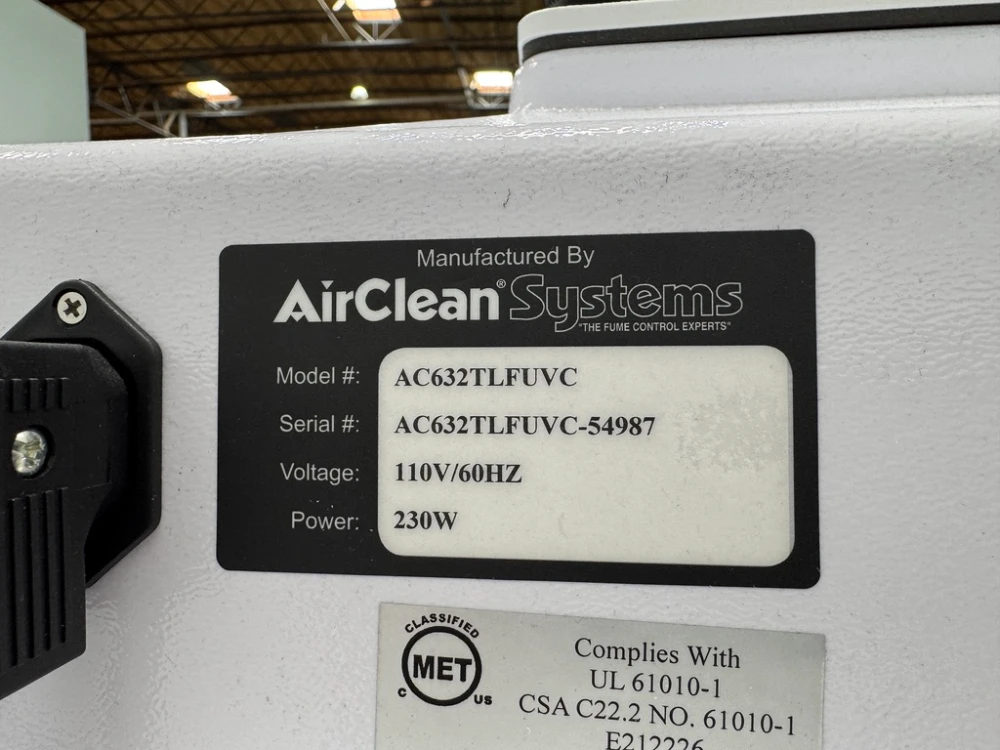 Manufactured By
AirClean® Systems
"THE FUME CONTROL EXPERTS"
Model #: AC632TLFUVC
Serial #: AC632TLFUVC-54987
Voltage: 110V/60HZ
Power: 230W
CLASSIFIED
MET
C US
Complies With
UL 61010-1
CSA C22.2 NO. 61010-1
E212226